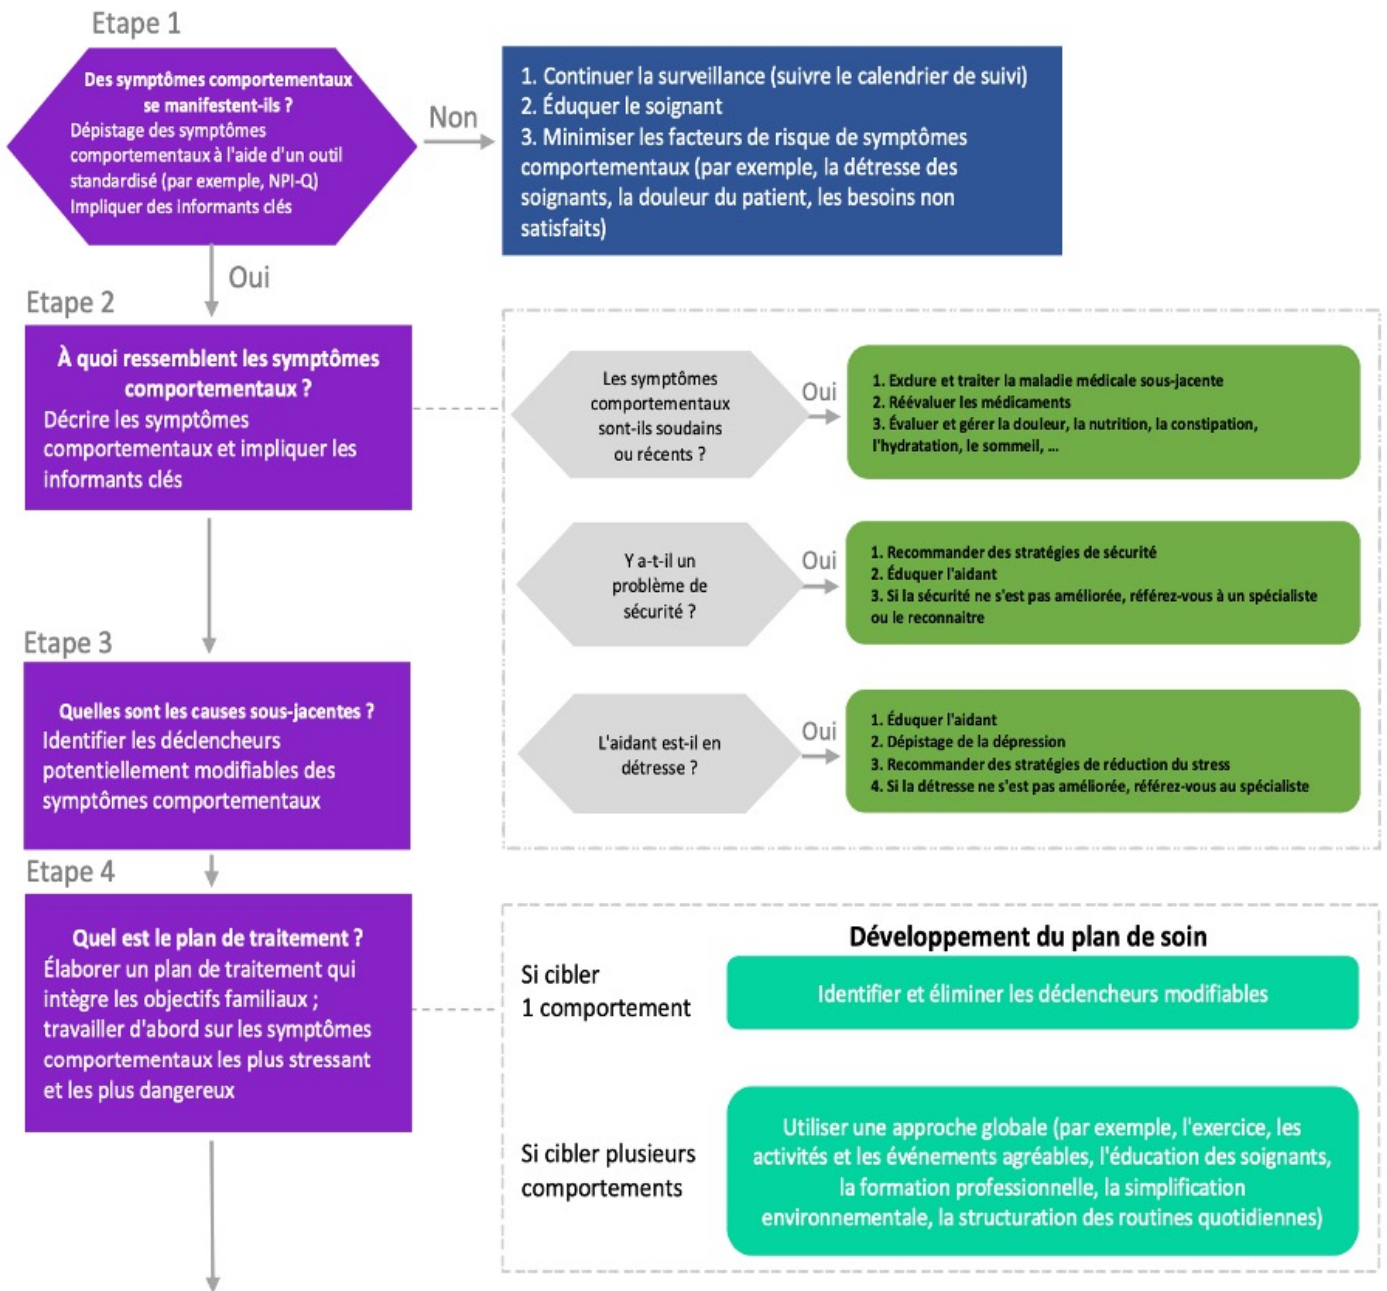 Etape 1
Des symptômes comportementaux
se manifestent-ils ?
Dépistage des symptômes
comportementaux à l'aide d'un outil
standardisé (par exemple, NPI-Q)
Impliquer des informants clés
Non
1. Continuer la surveillance (suivre le calendrier de suivi)
2. Éduquer le soignant
3. Minimiser les facteurs de risque de symptômes
comportementaux (par exemple, la détresse des
soignants, la douleur du patient, les besoins non
satisfaits)
Oui
Etape 2
À quoi ressemblent les symptômes
comportementaux ?
Décrire les symptômes
comportementaux et impliquer les
informants clés
Les symptômes
comportementaux
sont-ils soudains
ou récents ?
Oui
1. Exclure et traiter la maladie médicale sous-jacente
2. Réévaluer les médicaments
3. Évaluer et gérer la douleur, la nutrition, la constipation,
l'hydratation, le sommeil, ...
Y a-t-il un
problème de
sécurité ?
Oui
1. Recommander des stratégies de sécurité
2. Éduquer l'aidant
3. Si la sécurité ne s'est pas améliorée, référez-vous à un spécialiste
ou le reconnaitre
Etape 3
Quelles sont les causes sous-jacentes ?
Identifier les déclencheurs
potentiellement modifiables des
symptômes comportementaux
L'aidant est-il en
détresse ?
Oui
1. Éduquer l'aidant
2. Dépistage de la dépression
3. Recommander des stratégies de réduction du stress
4. Si la détresse ne s'est pas améliorée, référez-vous au spécialiste
Etape 4
Quel est le plan de traitement ?
Élaborer un plan de traitement qui
intègre les objectifs familiaux ;
travailler d'abord sur les symptômes
comportementaux les plus stressant
et les plus dangereux
Développement du plan de soin
Si cibler
1 comportement
Identifier et éliminer les déclencheurs modifiables
Si cibler plusieurs
comportements
Utiliser une approche globale (par exemple, l'exercice, les
activités et les événements agréables, l'éducation des soignants,
la formation professionnelle, la simplification
environnementale, la structuration des routines quotidiennes)